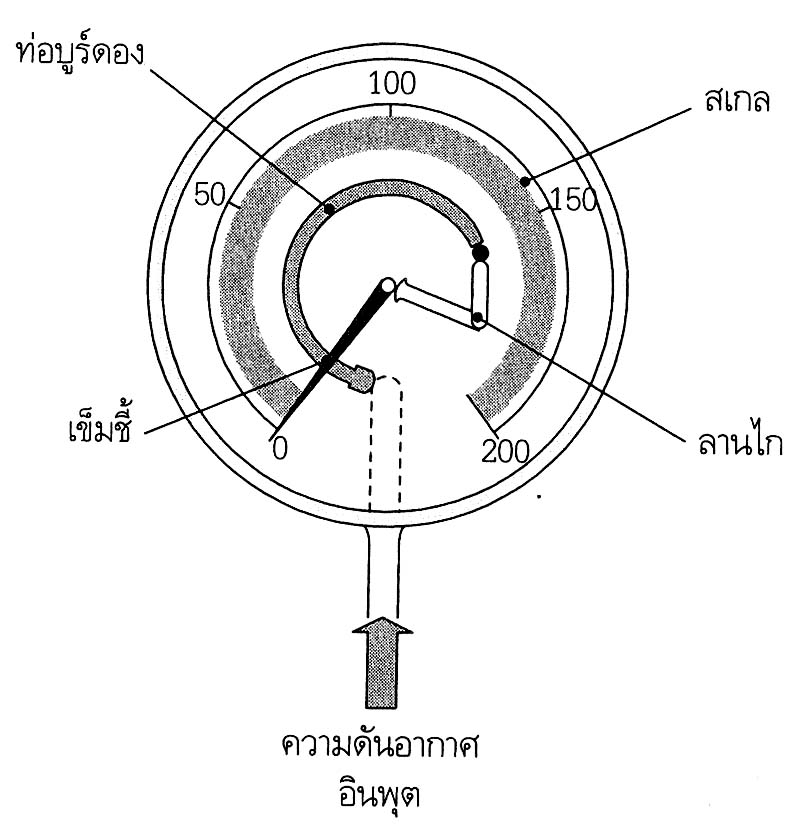 ท่อบูร์ดอง
100
สเกล
50
150
เข็มชี้
0
200
ลานไก
ความดันอากาศ
อินพุต